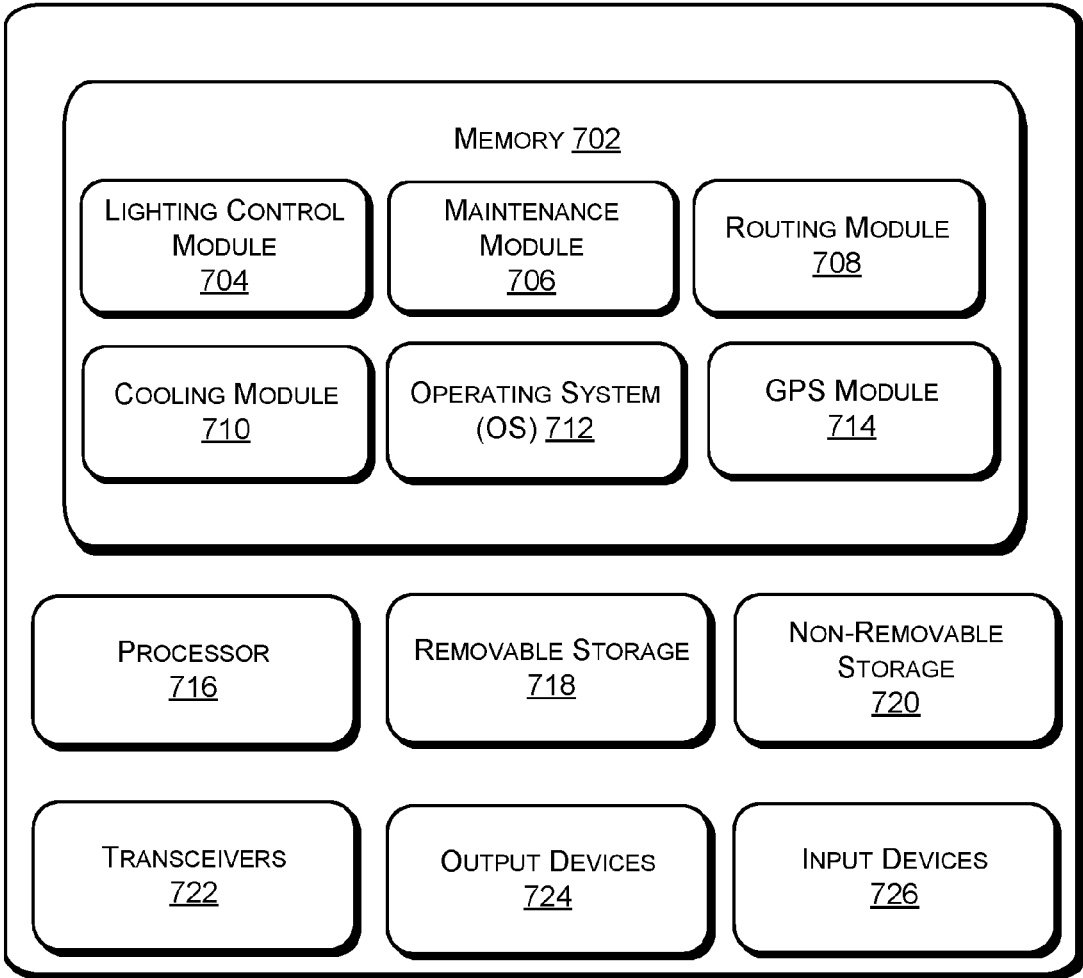 MEMORY 702
LIGHTING CONTROL
MODULE
704
MAINTENANCE
MODULE
706
ROUTING MODULE
708
COOLING MODULE
710
OPERATING SYSTEM
(OS) 712
GPS MODULE
714
PROCESSOR
716
REMOVABLE STORAGE
718
NON-REMOVABLE
STORAGE
720
TRANSCEIVERS
722
OUTPUT DEVICES
724
INPUT DEVICES
726